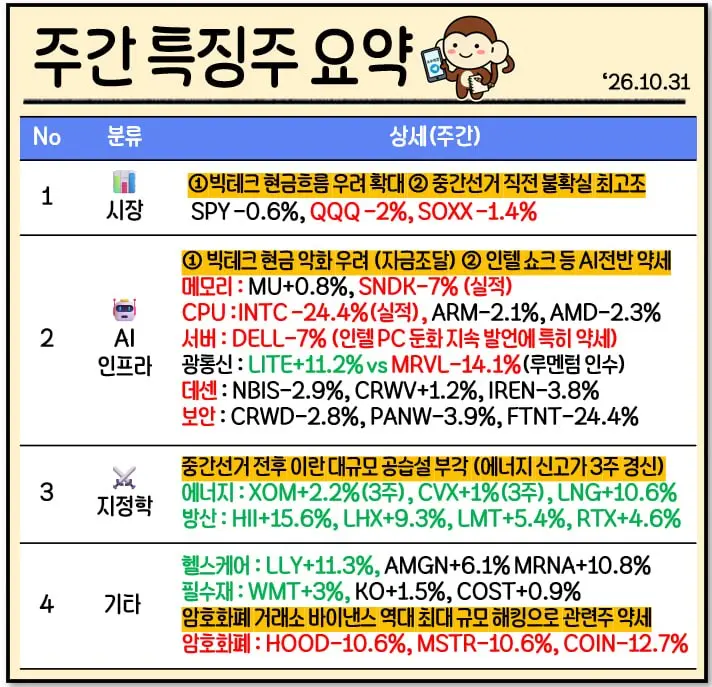 주간 특징주 요약
‘26.10.31
No 분류 상세(주간)
1 시장
①빅테크 현금흐름 우려 확대 ② 중간선거 직전 불확실 최고조
SPY -0.6%, QQQ -2%, SOXX -1.4%
2 AI 인프라
① 빅테크 현금 악화 우려 (자금조달) ② 인텔 쇼크 등 AI전반 약세
메모리 : MU+0.8%, SNDK-7% (실적)
CPU : INTC -24.4%(실적), ARM-2.1%, AMD-2.3%
서버 : DELL-7% (인텔 PC 둔화 지속 발언에 특히 약세)
광통신 : LITE+11.2% vs MRVL-14.1%(루멘텀 인수)
데센 : NBIS-2.9%, CRWV+1.2%, IREN-3.8%
보안 : CRWD-2.8%, PANW-3.9%, FTNT-24.4%
3 지정학
중간선거 전후 이란 대규모 공습설 부각 (에너지 신고가 3주 경신)
에너지 : XOM+2.2%(3주), CVX+1%(3주), LNG+10.6%
방산 : HII+15.6%, LHX+9.3%, LMT+5.4%, RTX+4.6%
4 기타
헬스케어 : LLY+11.3%, AMGN+6.1% MRNA+10.8%
필수재 : WMT+3%, KO+1.5%, COST+0.9%
암호화폐 거래소 바이낸스 역대 최대 규모 해킹으로 관련주 약세
암호화폐 : HOOD-10.6%, MSTR-10.6%, COIN-12.7%